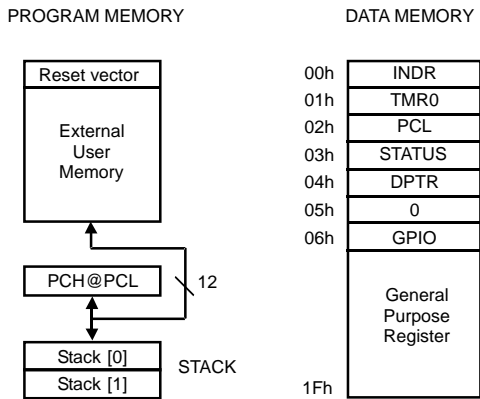 PROGRAM MEMORY
Reset vector
External
User
Memory
PCH@PCL
12
Stack [0]
Stack [1]
STACK
DATA MEMORY
00h INDR
01h TMR0
02h PCL
03h STATUS
04h DPTR
05h 0
06h GPIO
General
Purpose
Register
1Fh